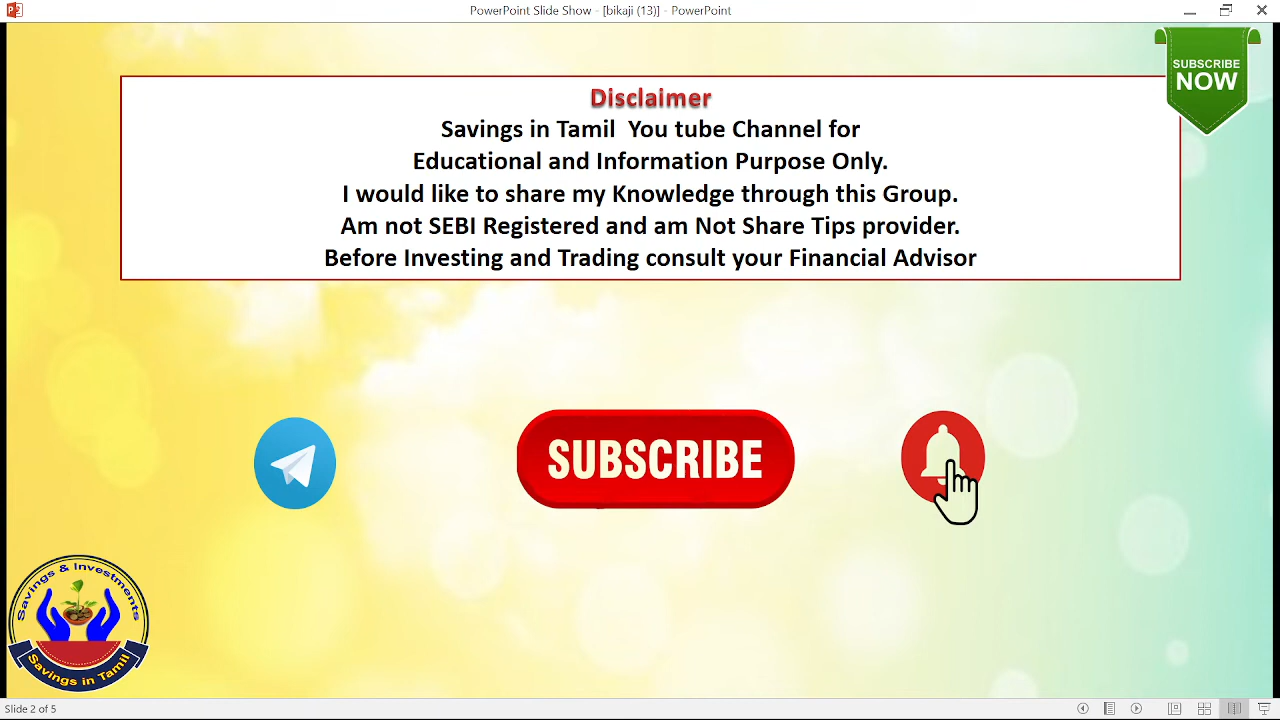 PowerPoint Slide Show - [bikaji (13)] - PowerPoint
SUBSCRIBE
NOW
Disclaimer
Savings in Tamil  You tube Channel for
Educational and Information Purpose Only.
I would like to share my Knowledge through this Group.
Am not SEBI Registered and am Not Share Tips provider.
Before Investing and Trading consult your Financial Advisor
SUBSCRIBE
Savings & Investments
Savings in Tamil
Slide 2 of 5